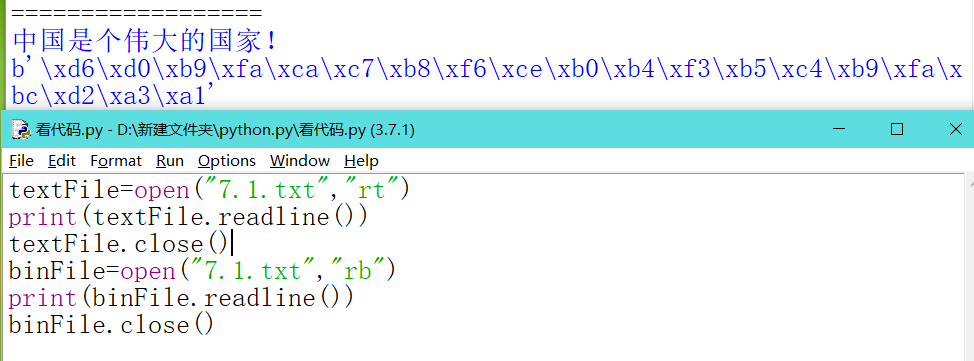 ==================
中国是个伟大的国家！
b'\xd6\xd0\xb9\xfa\xca\xc7\xb8\xf6\xce\xb0\xb4\xf3\xb5\xc4\xb9\xfa\x
bc\xd2\xa3\xa1'
看代码.py - D:\新建文件夹\python.py\看代码.py (3.7.1)
File Edit Format Run Options Window Help
textFile=open("7.1.txt","rt")
print(textFile.readline())
textFile.close()
binFile=open("7.1.txt","rb")
print(binFile.readline())
binFile.close()